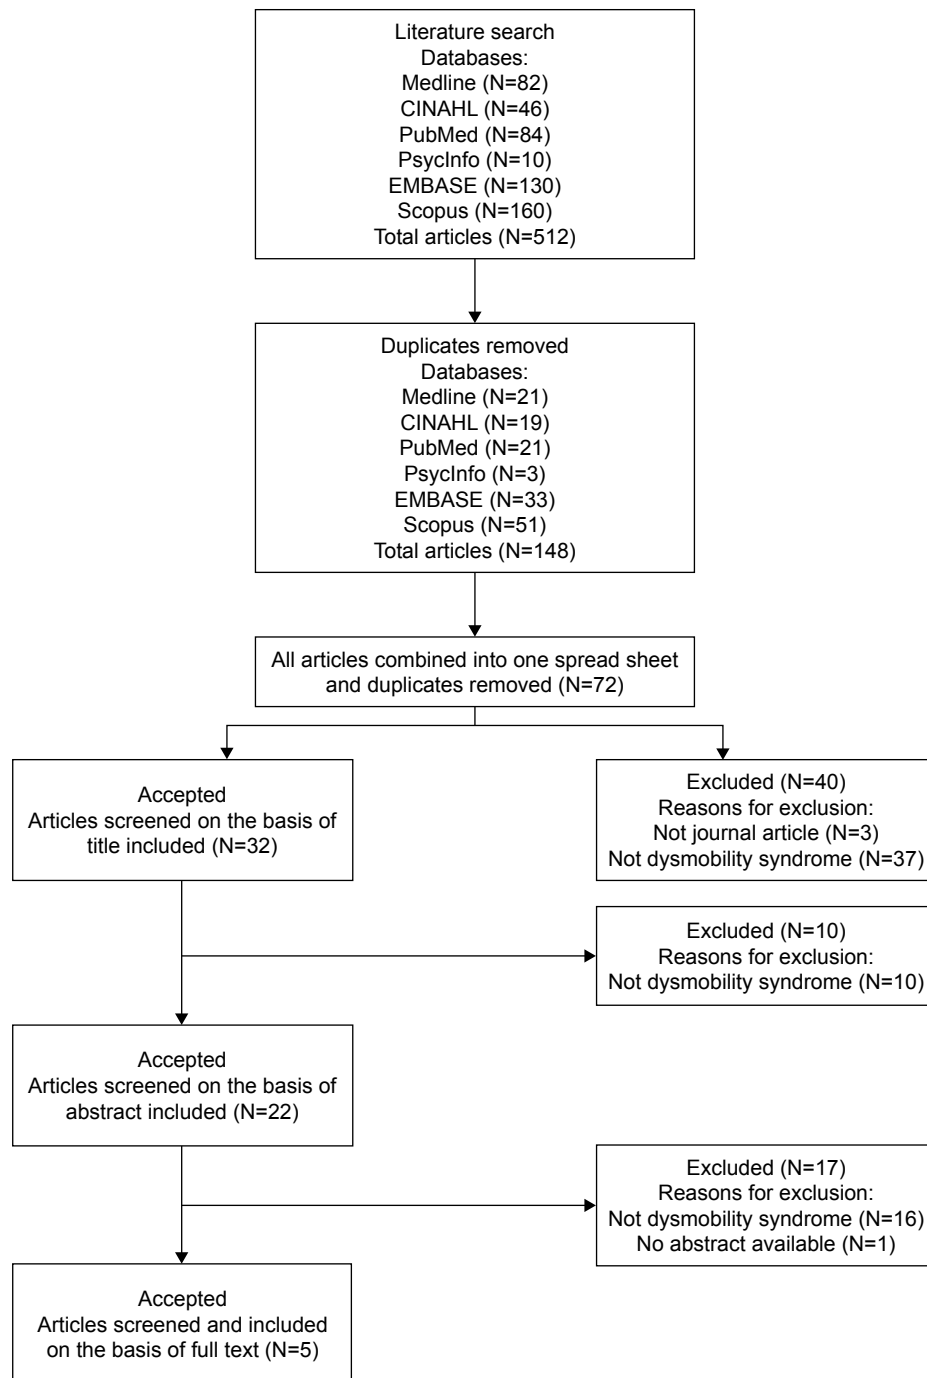 Literature search
Databases:
Medline (N=82)
CINAHL (N=46)
PubMed (N=84)
PsycInfo (N=10)
EMBASE (N=130)
Scopus (N=160)
Total articles (N=512)
Duplicates removed
Databases:
Medline (N=21)
CINAHL (N=19)
PubMed (N=21)
PsycInfo (N=3)
EMBASE (N=33)
Scopus (N=51)
Total articles (N=148)
All articles combined into one spread sheet
and duplicates removed (N=72)
Accepted
Articles screened on the basis of
title included (N=32)
Excluded (N=40)
Reasons for exclusion:
Not journal article (N=3)
Not dysmobility syndrome (N=37)
Excluded (N=10)
Reasons for exclusion:
Not dysmobility syndrome (N=10)
Accepted
Articles screened on the basis of
abstract included (N=22)
Excluded (N=17)
Reasons for exclusion:
Not dysmobility syndrome (N=16)
No abstract available (N=1)
Accepted
Articles screened and included
on the basis of full text (N=5)